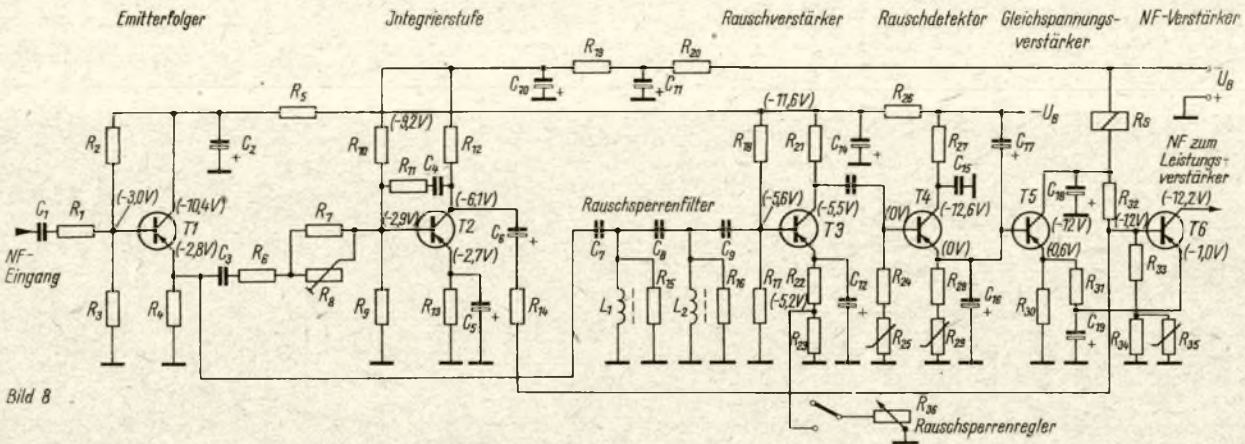 Emitterfolger
Integrierstufe
Rauschverstärker
Rauschdetektor
Gleichspannungs-
verstärker
NF-Verstärker
R19
R20
C10
C11
UB
R5
(-11,6V)
R26
-UB
RS
R2
C2
(-9,2V)
R10
R12
R11
C4
R18
R21
C14
R27
C15
C17
NF zum
Leistungs-
verstärker
(-3,0V)
(-10,4V)
(-6,1V)
(-5,6V)
(-5,5V)
(0V)
(-12,6V)
C18
(-12V)
R32
(-1,2V)
(-12,2V)
C1
R1
T1
(-2,8V)
R7
(-2,9V)
T2
(-2,7V)
C6
Rauschsperrenfilter
T3
T4
(0V)
T5
(0,6V)
T6
(-1,0V)
NF-
Eingang
C3
R6
R8
C7
C8
C9
R3
R4
R9
R13
C5
R14
L1
R15
L2
R16
R17
R22
(-5,2V)
R23
C12
R24
R25
R28
R29
C16
R30
R31
C19
R33
R34
R35
Bild 8
R36
Rauschsperrenregler